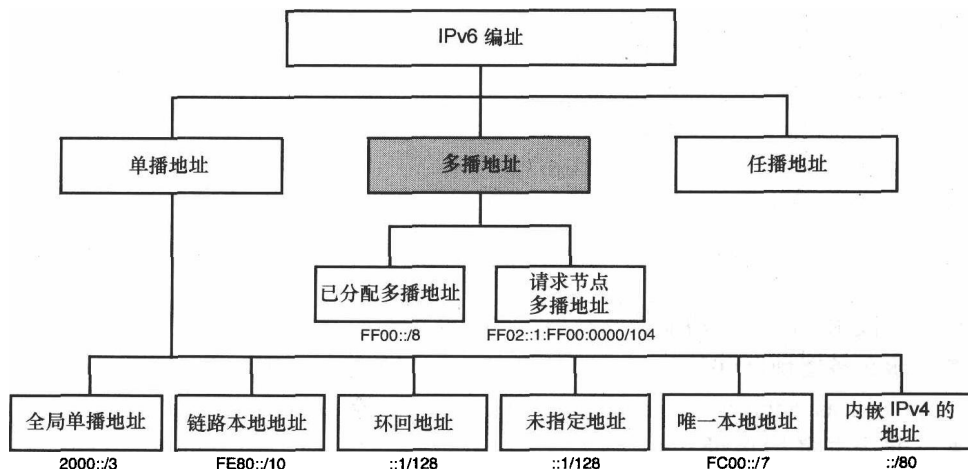 IPv6 编址
单播地址
多播地址
任播地址
已分配多播地址
FF00::/8
请求节点
多播地址
FF02::1:FF00:0000/104
全局单播地址
2000::/3
链路本地地址
FE80::/10
环回地址
::1/128
未指定地址
::1/128
唯一本地地址
FC00::/7
内嵌 IPv4 的
地址
::/80